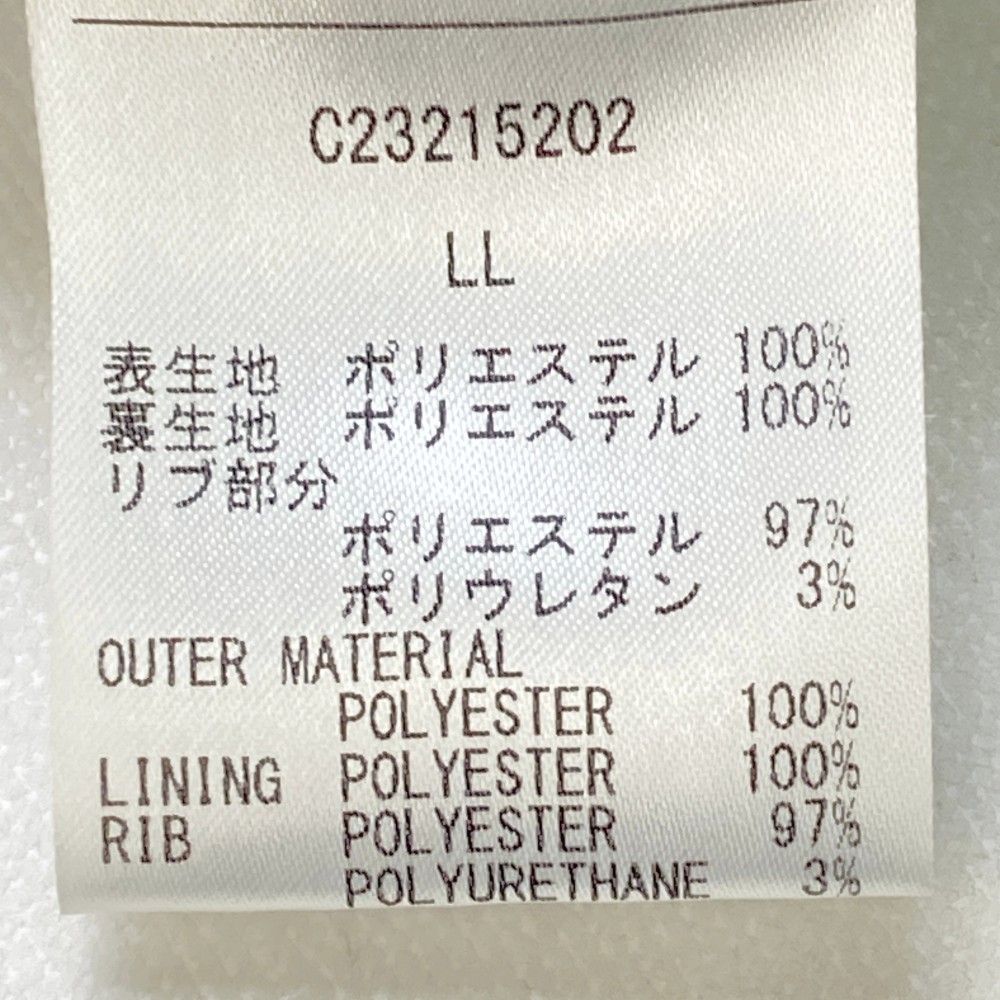 C23215202
LL
表生地 ポリエステル 100%
裏生地 ポリエステル 100%
リブ部分
ポリエステル 97%
ポリウレタン 3%
OUTER MATERIAL
POLYESTER 100%
LINING POLYESTER 100%
RIB POLYESTER 97%
POLYURETHANE 3%